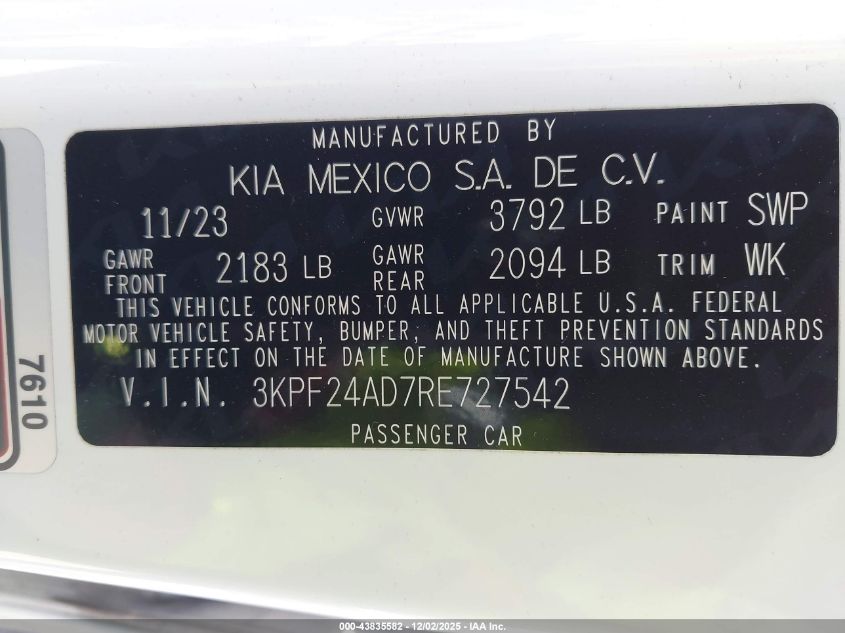 MANUFACTURED BY
KIA MEXICO S.A. DE C.V.
11/23 GVWR 3792 LB PAINT SWP
GAWR FRONT 2183 LB GAWR REAR 2094 LB TRIM WK
THIS VEHICLE CONFORMS TO ALL APPLICABLE U.S.A. FEDERAL
MOTOR VEHICLE SAFETY, BUMPER, AND THEFT PREVENTION STANDARDS
IN EFFECT ON THE DATE OF MANUFACTURE SHOWN ABOVE.
V.I.N. 3KPF24AD7RE727542
PASSENGER CAR
7610
000-43835582 - 12/02/2025 - IAA Inc.